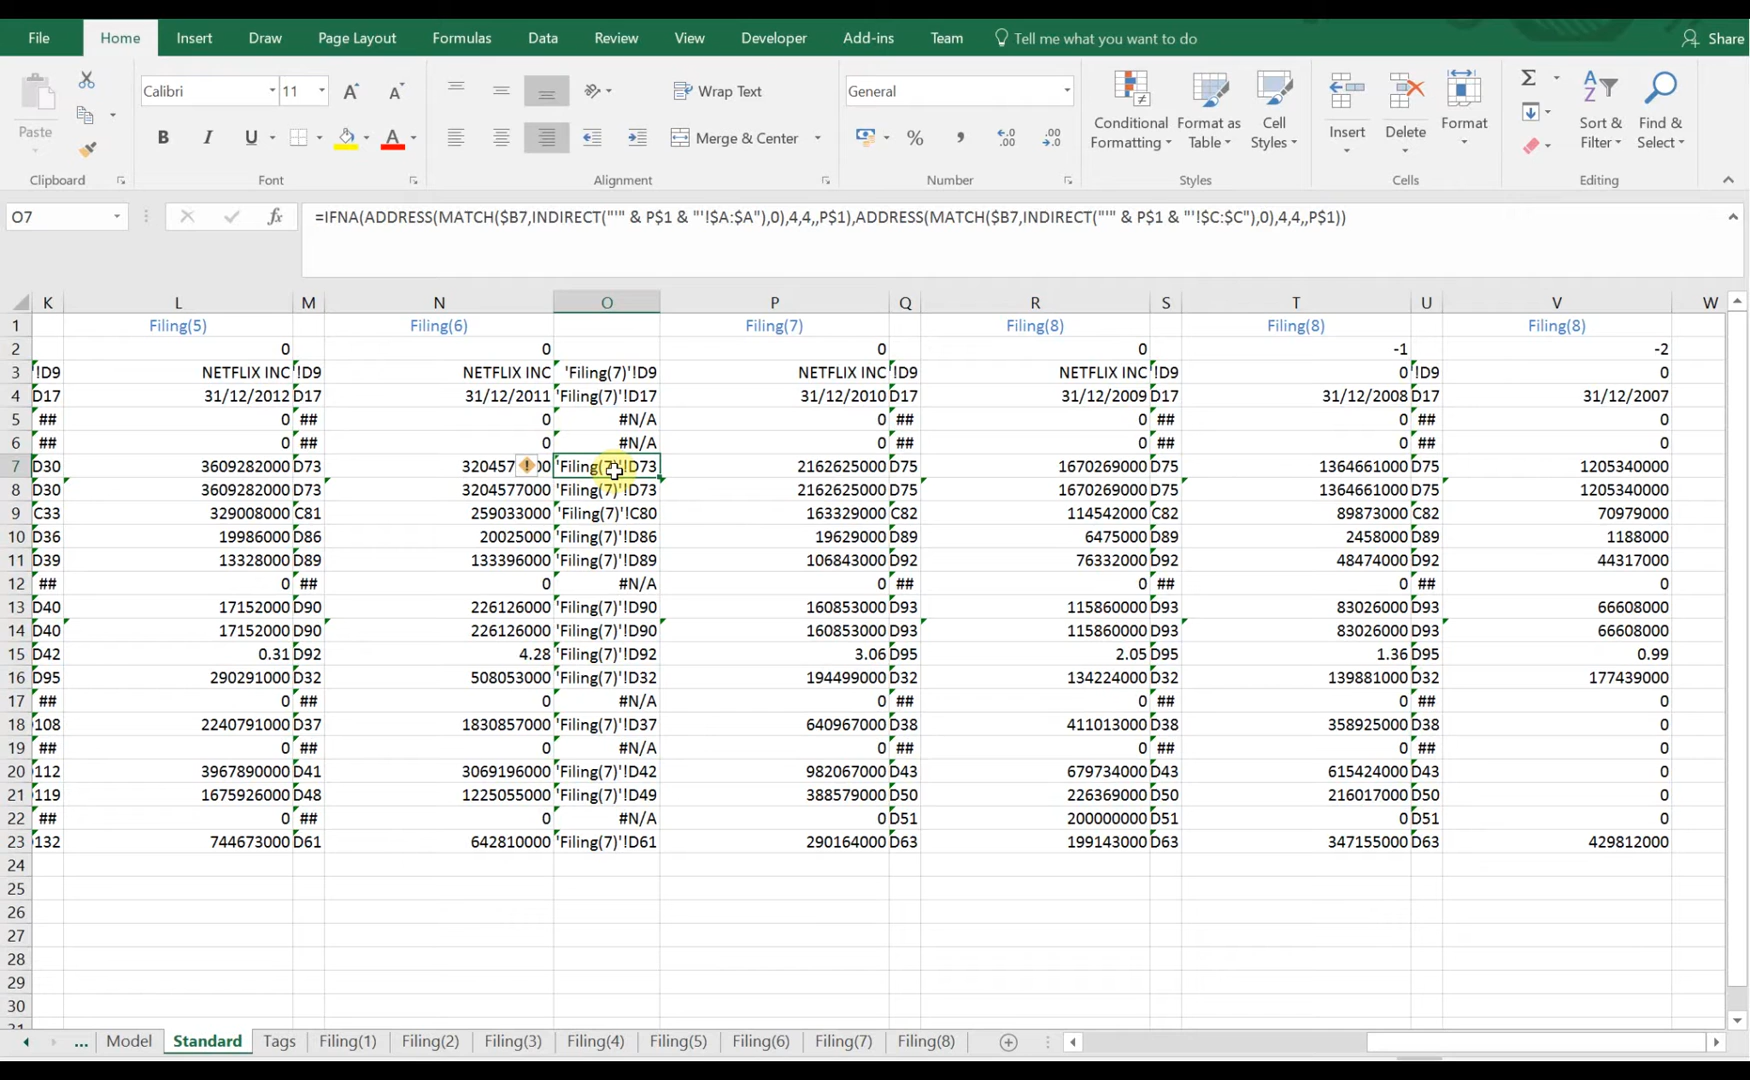 File Home Insert Draw Page Layout Formulas Data Review View Developer Add-ins Team Tell me what you want to do Share
Paste Calibri 11 A A Wrap Text General
B I U A Merge & Center % , .0 .00 Conditional Formatting Format as Table Cell Styles Insert Delete Format Sort & Filter Find & Select
Clipboard Font Alignment Number Styles Cells Editing
O7 fx =IFNA(ADDRESS(MATCH($B7,INDIRECT("'" & P$1 & "'!$A:$A"),0),4,4,,P$1),ADDRESS(MATCH($B7,INDIRECT("'" & P$1 & "'!$C:$C"),0),4,4,,P$1))
K L M N O P Q R S T U V W
1 Filing(5) Filing(6) Filing(7) Filing(8) Filing(8) Filing(8)
2 0 0 0 0 -1 -2
3 '!D9 NETFLIX INC '!D9 NETFLIX INC 'Filing(7)'!D9 NETFLIX INC '!D9 NETFLIX INC '!D9 0 !D9 0
4 D17 31/12/2012 D17 31/12/2011 'Filing(7)'!D17 31/12/2010 D17 31/12/2009 D17 31/12/2008 D17 31/12/2007
5 ## 0 ## 0 #N/A 0 ## 0 ## 0 ## 0
6 ## 0 ## 0 #N/A 0 ## 0 ## 0 ## 0
7 D30 3609282000 D73 320457 00 'Filing(7)'!D73 2162625000 D75 1670269000 D75 1364661000 D75 1205340000
8 D30 3609282000 D73 3204577000 'Filing(7)'!D73 2162625000 D75 1670269000 D75 1364661000 D75 1205340000
9 C33 329008000 C81 259033000 'Filing(7)'!C80 163329000 C82 114542000 C82 89873000 C82 70979000
10 D36 19986000 D86 20025000 'Filing(7)'!D86 19629000 D89 6475000 D89 2458000 D89 1188000
11 D39 13328000 D89 133396000 'Filing(7)'!D89 106843000 D92 76332000 D92 48474000 D92 44317000
12 ## 0 ## 0 #N/A 0 ## 0 ## 0 ## 0
13 D40 17152000 D90 226126000 'Filing(7)'!D90 160853000 D93 115860000 D93 83026000 D93 66608000
14 D40 17152000 D90 226126000 'Filing(7)'!D90 160853000 D93 115860000 D93 83026000 D93 66608000
15 D42 0.31 D92 4.28 'Filing(7)'!D92 3.06 D95 2.05 D95 1.36 D95 0.99
16 D95 290291000 D32 508053000 'Filing(7)'!D32 194499000 D32 134224000 D32 139881000 D32 177439000
17 ## 0 ## 0 #N/A 0 ## 0 ## 0 ## 0
18 108 2240791000 D37 1830857000 'Filing(7)'!D37 640967000 D38 411013000 D38 358925000 D38 0
19 ## 0 ## 0 #N/A 0 ## 0 ## 0 ## 0
20 112 3967890000 D41 3069196000 'Filing(7)'!D42 982067000 D43 679734000 D43 615424000 D43 0
21 119 1675926000 D48 1225055000 'Filing(7)'!D49 388579000 D50 226369000 D50 216017000 D50 0
22 ## 0 ## 0 #N/A 0 D51 200000000 D51 0 D51 0
23 132 744673000 D61 642810000 'Filing(7)'!D61 290164000 D63 199143000 D63 347155000 D63 429812000
24
25
26
27
28
29
30
... Model Standard Tags Filing(1) Filing(2) Filing(3) Filing(4) Filing(5) Filing(6) Filing(7) Filing(8)